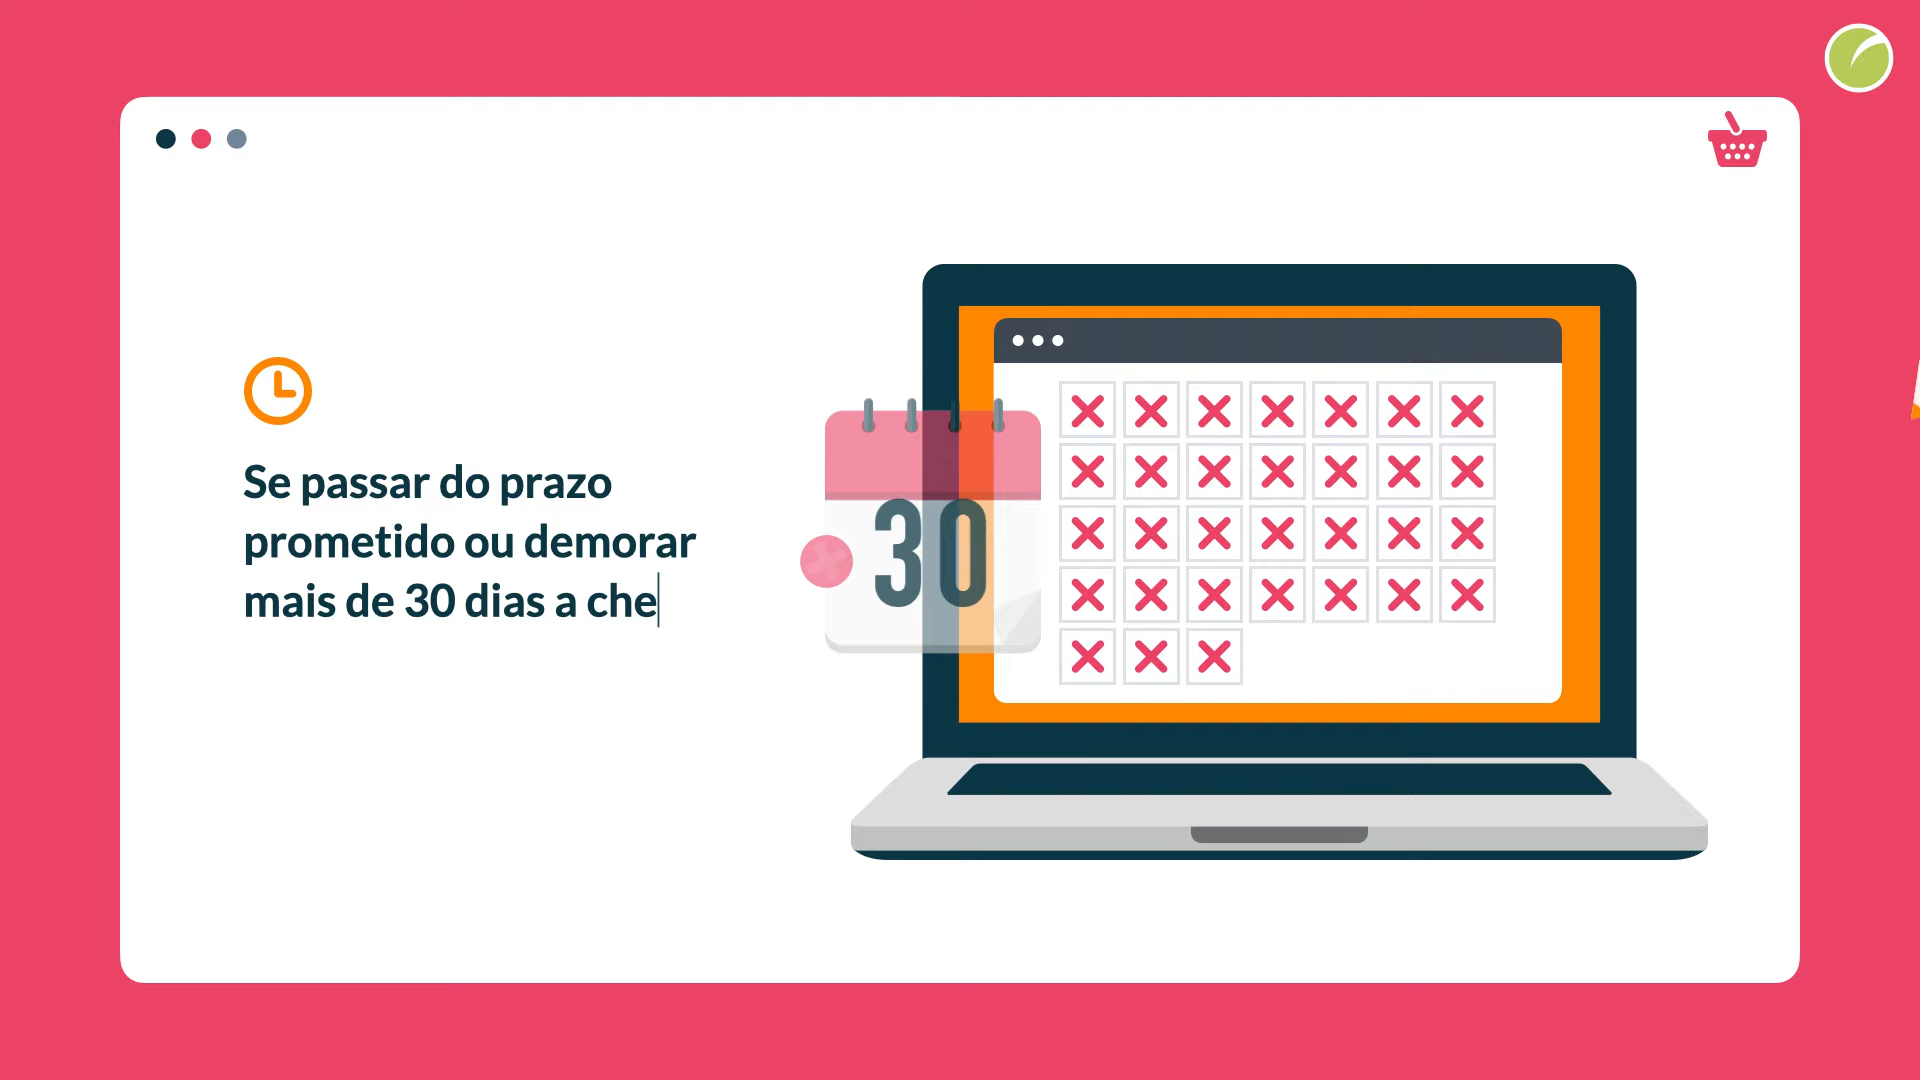 Se passar do prazo
prometido ou demorar
mais de 30 dias a che
30